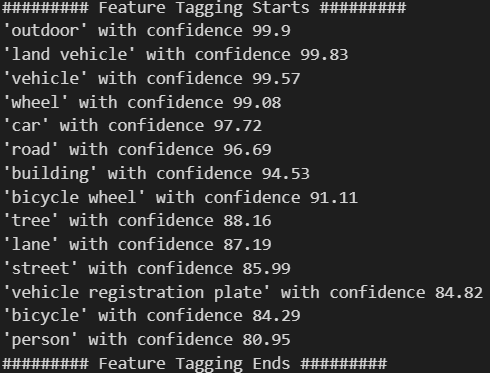 ######### Feature Tagging Starts #########
'outdoor' with confidence 99.9
'land vehicle' with confidence 99.83
'vehicle' with confidence 99.57
'wheel' with confidence 99.08
'car' with confidence 97.72
'road' with confidence 96.69
'building' with confidence 94.53
'bicycle wheel' with confidence 91.11
'tree' with confidence 88.16
'lane' with confidence 87.19
'street' with confidence 85.99
'vehicle registration plate' with confidence 84.82
'bicycle' with confidence 84.29
'person' with confidence 80.95
######### Feature Tagging Ends #########